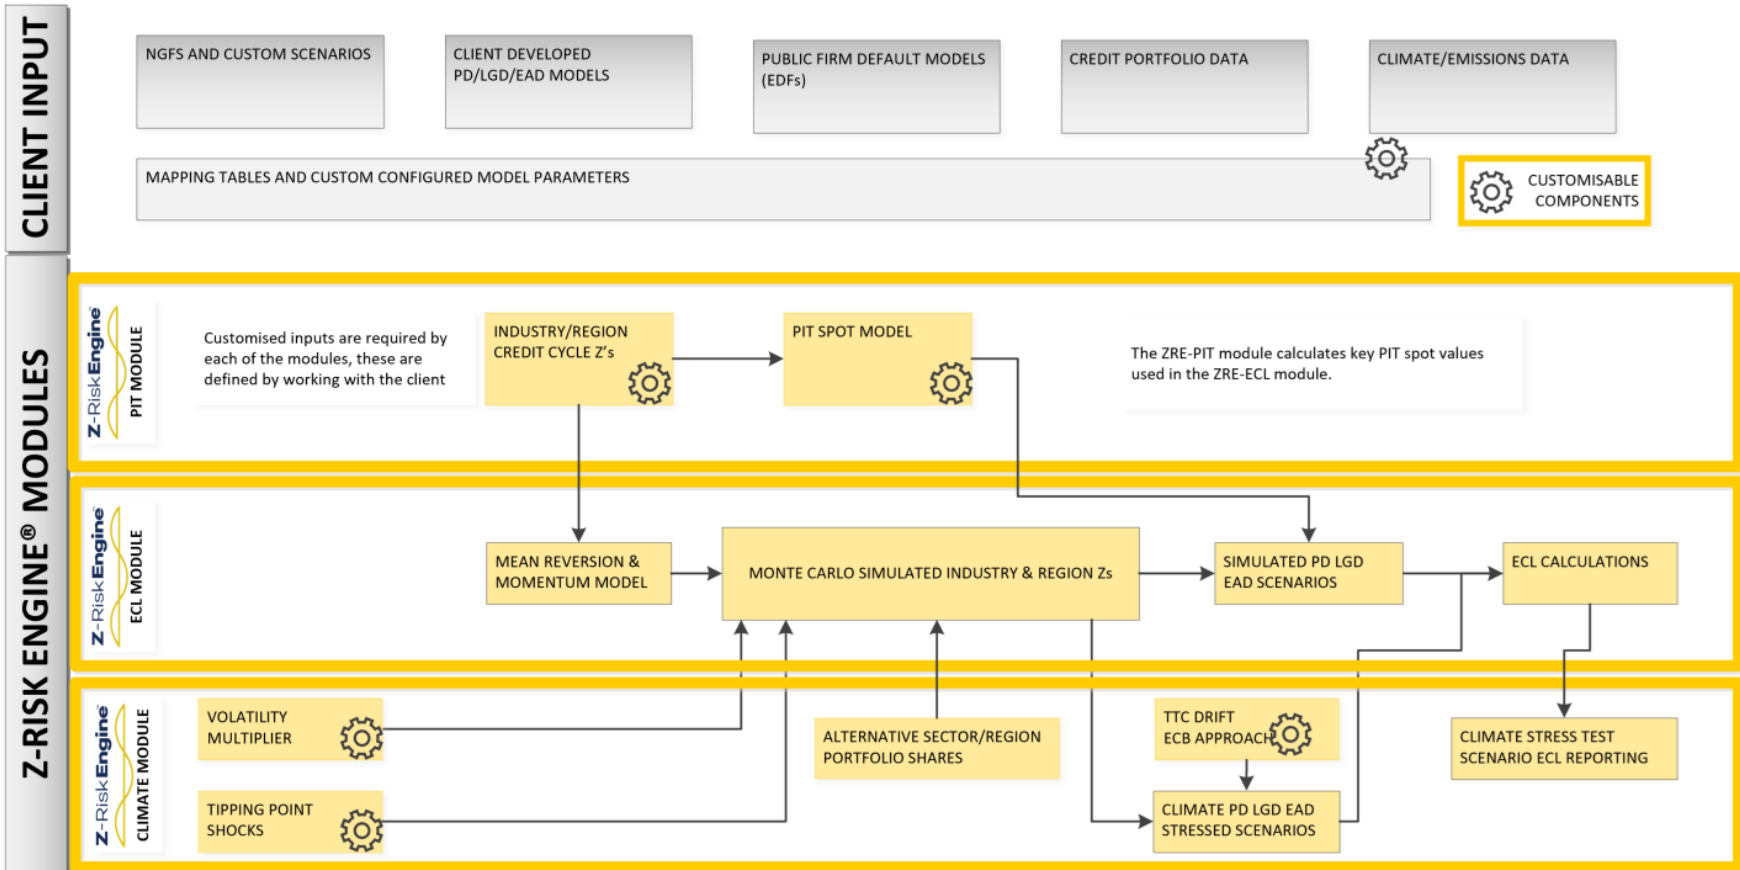 CLIENT INPUT
NGFS AND CUSTOM SCENARIOS
CLIENT DEVELOPED
PD/LGD/EAD MODELS
PUBLIC FIRM DEFAULT MODELS
(EDFs)
CREDIT PORTFOLIO DATA
CLIMATE/EMISSIONS DATA
MAPPING TABLES AND CUSTOM CONFIGURED MODEL PARAMETERS
CUSTOMISABLE
COMPONENTS
Z-RISK ENGINE® MODULES
Z-RiskEngine
PIT MODULE
Customised inputs are required by
each of the modules, these are
defined by working with the client
INDUSTRY/REGION
CREDIT CYCLE Z's
PIT SPOT MODEL
The ZRE-PIT module calculates key PIT spot values
used in the ZRE-ECL module.
Z-RiskEngine
ECL MODULE
MEAN REVERSION &
MOMENTUM MODEL
MONTE CARLO SIMULATED INDUSTRY & REGION Zs
SIMULATED PD LGD
EAD SCENARIOS
ECL CALCULATIONS
Z-RiskEngine
CLIMATE MODULE
VOLATILITY
MULTIPLIER
TIPPING POINT
SHOCKS
ALTERNATIVE SECTOR/REGION
PORTFOLIO SHARES
TTC DRIFT
ECB APPROACH
CLIMATE PD LGD EAD
STRESSED SCENARIOS
CLIMATE STRESS TEST
SCENARIO ECL REPORTING